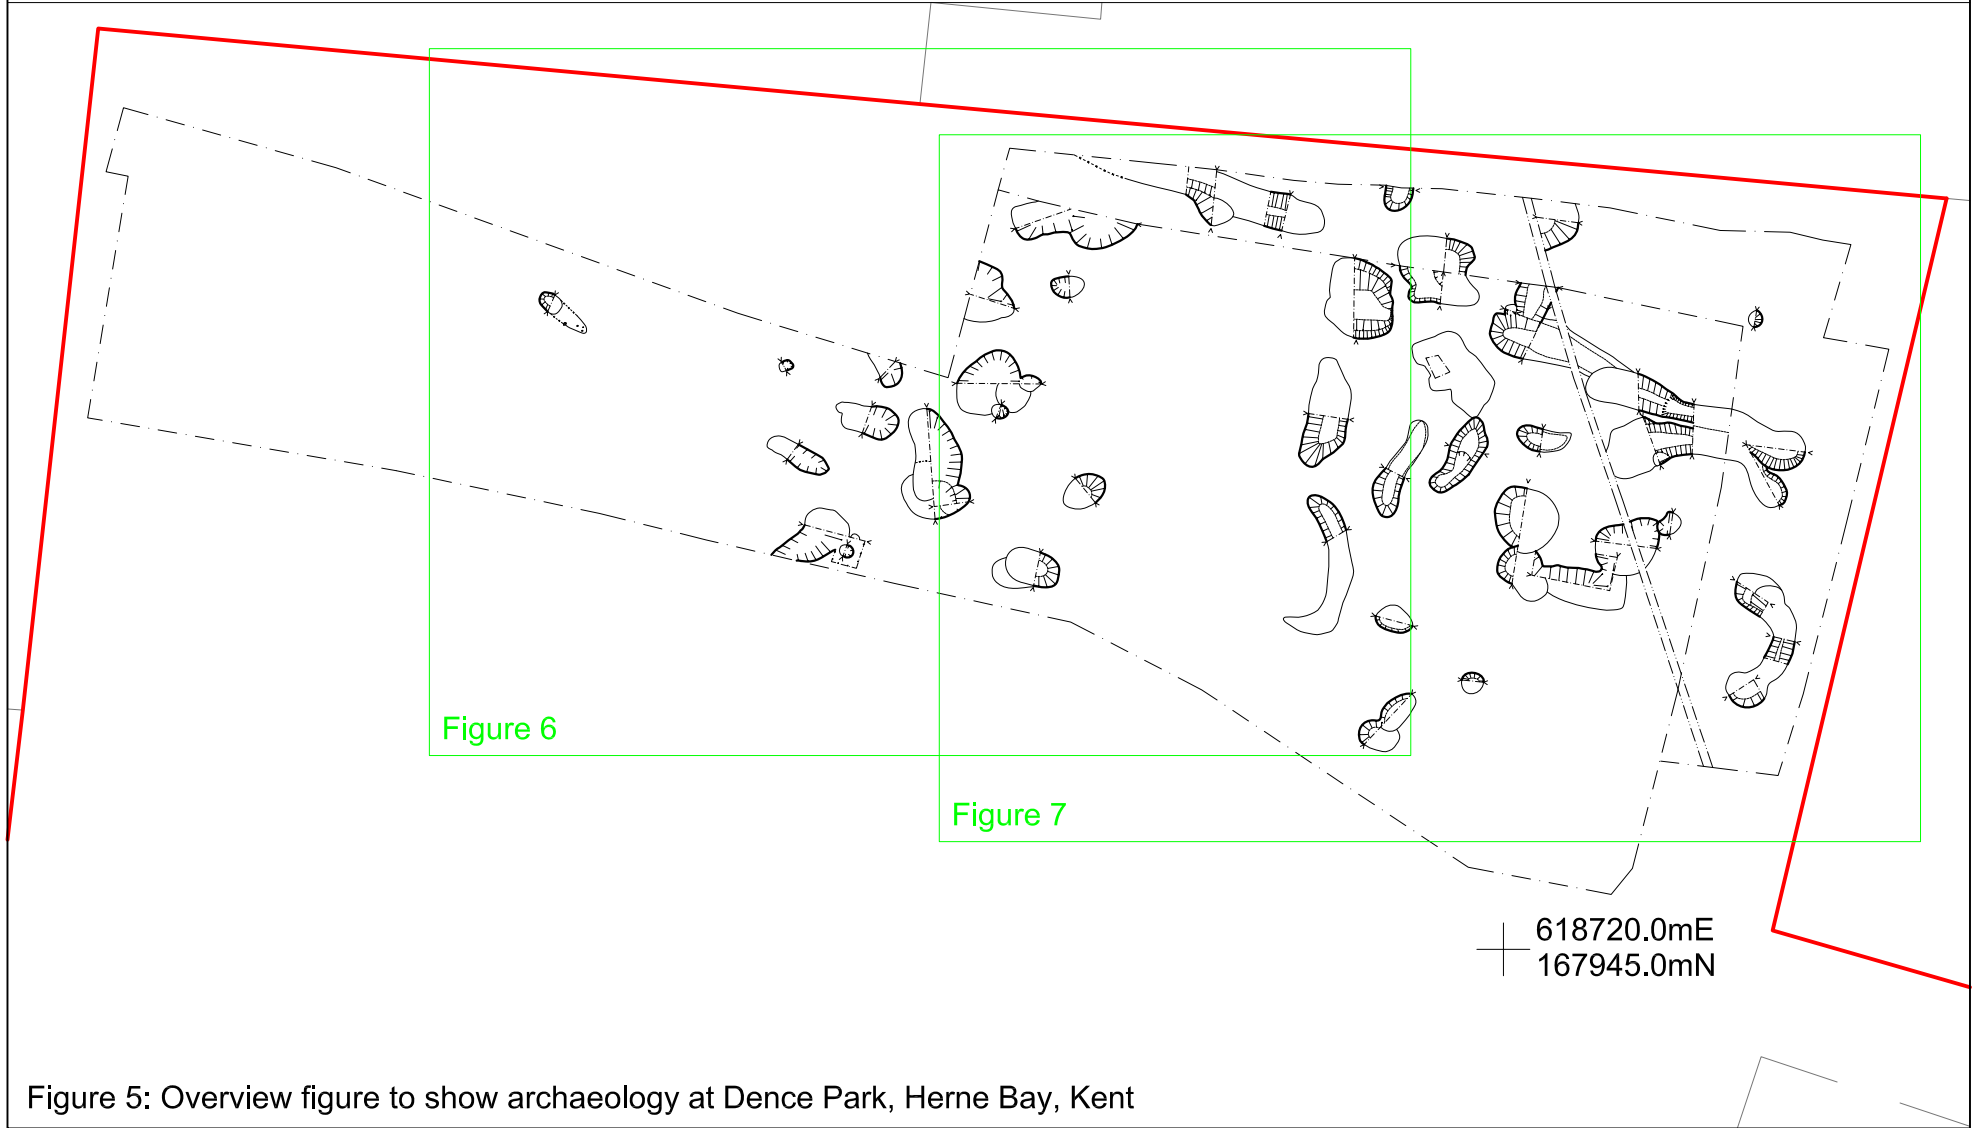 Figure 6
Figure 7
618720.0mE
167945.0mN
Figure 5: Overview figure to show archaeology at Dence Park, Herne Bay, Kent